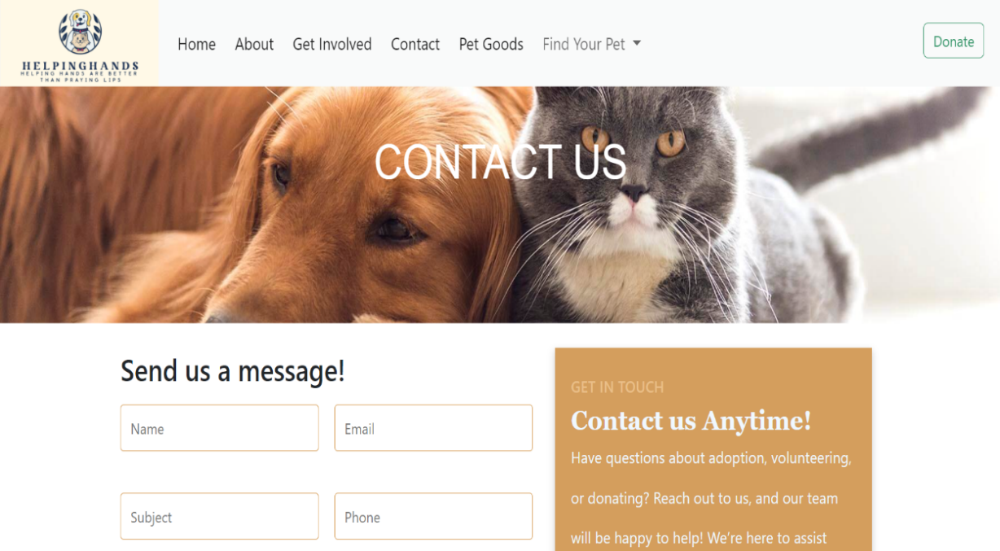 HELPINGHANDS
HELPING HANDS ARE BETTER
THAN PRAYING LIPS
Home About Get Involved Contact Pet Goods Find Your Pet
Donate
CONTACT US
Send us a message!
Name Email
Subject Phone
GET IN TOUCH
Contact us Anytime!
Have questions about adoption, volunteering,
or donating? Reach out to us, and our team
will be happy to help! We're here to assist